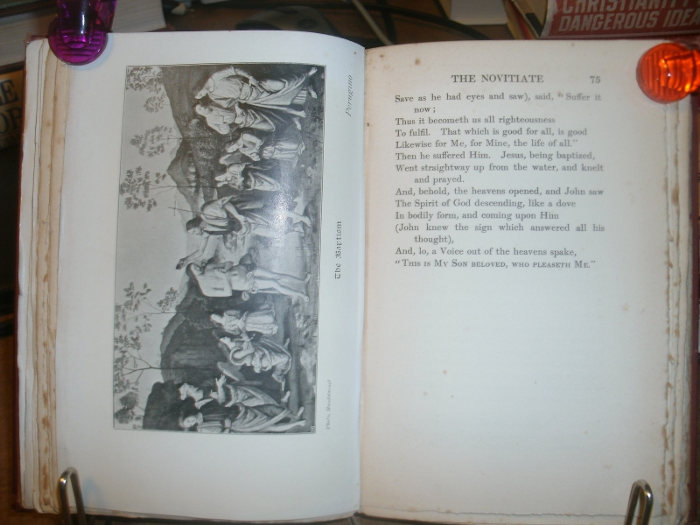 CHRISTIANITY
DANGEROUS IDE
Perugum
The Baptism
THE NOVITIATE 75
Save as he had eyes and saw), said, "Suffer it
now;
Thus it becometh us all righteousness
To fulfil. That which is good for all, is good
Likewise for Me, for Mine, the life of all."
Then he suffered Him. Jesus, being baptized,
Went straightway up from the water, and knelt
and prayed.
And, behold, the heavens opened, and John saw
The Spirit of God descending, like a dove
In bodily form, and coming upon Him
(John knew the sign which answered all his
thought),
And, lo, a Voice out of the heavens spake,
"This is My Son beloved, who pleaseth Me."